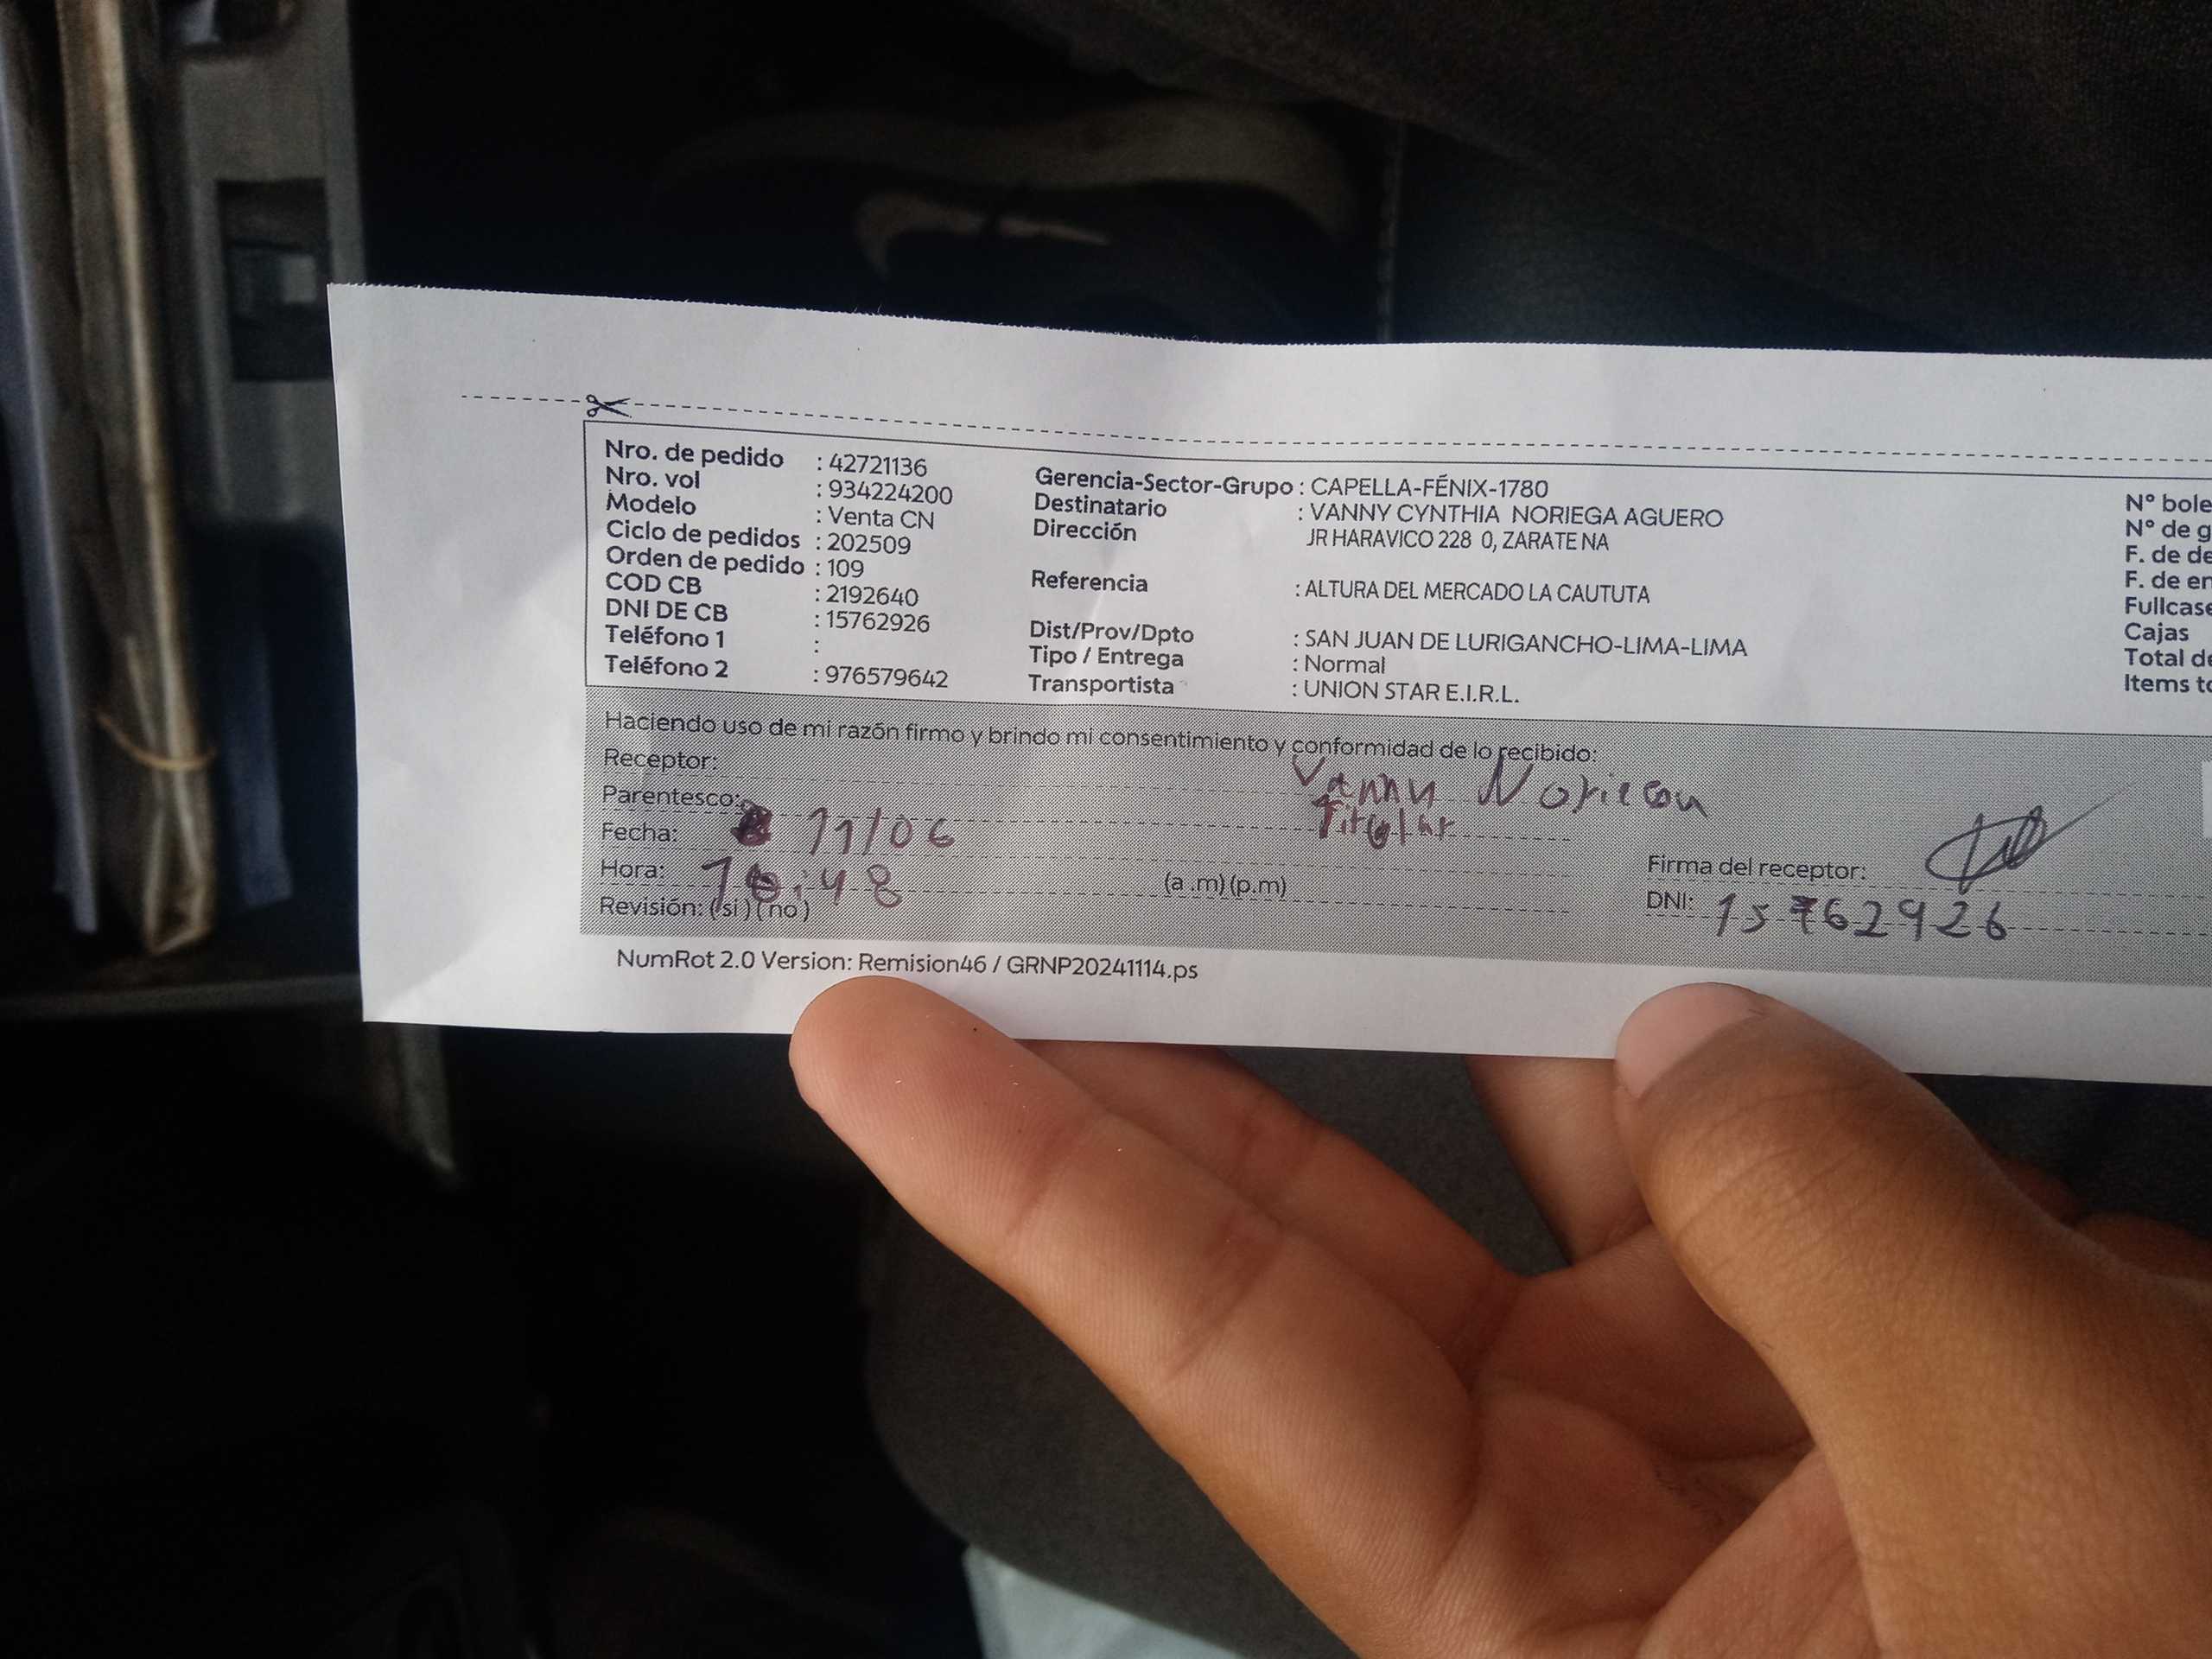 Nro. de pedido : 42721136
Nro. vol : 934224200
Modelo : Venta CN
Ciclo de pedidos : 202509
Orden de pedido : 109
COD CB : 2192640
DNI DE CB : 15762926
Teléfono 1 :
Teléfono 2 : 976579642
Gerencia-Sector-Grupo : CAPELLA-FÉNIX-1780
Destinatario : VANNY CYNTHIA NORIEGA AGUERO
Dirección JR HARAVICO 228 0, ZARATE NA
Referencia : ALTURA DEL MERCADO LA CAUTUTA
Dist/Prov/Dpto : SAN JUAN DE LURIGANCHO-LIMA-LIMA
Tipo / Entrega : Normal
Transportista : UNION STAR E.I.R.L.
N° bole
N° de g
F. de de
F. de en
Fullcase
Cajas
Total de
Items to
Haciendo uso de mi razón firmo y brindo mi consentimiento y conformidad de lo recibido:
Receptor: Vanny
Parentesco: Titular
Fecha: 11/06
Hora: 10:48 (a .m) (p.m)
Revisión: ( si ) ( no )
Firma del receptor:
DNI: 15762926
NumRot 2.0 Version: Remision46 / GRNP20241114.ps